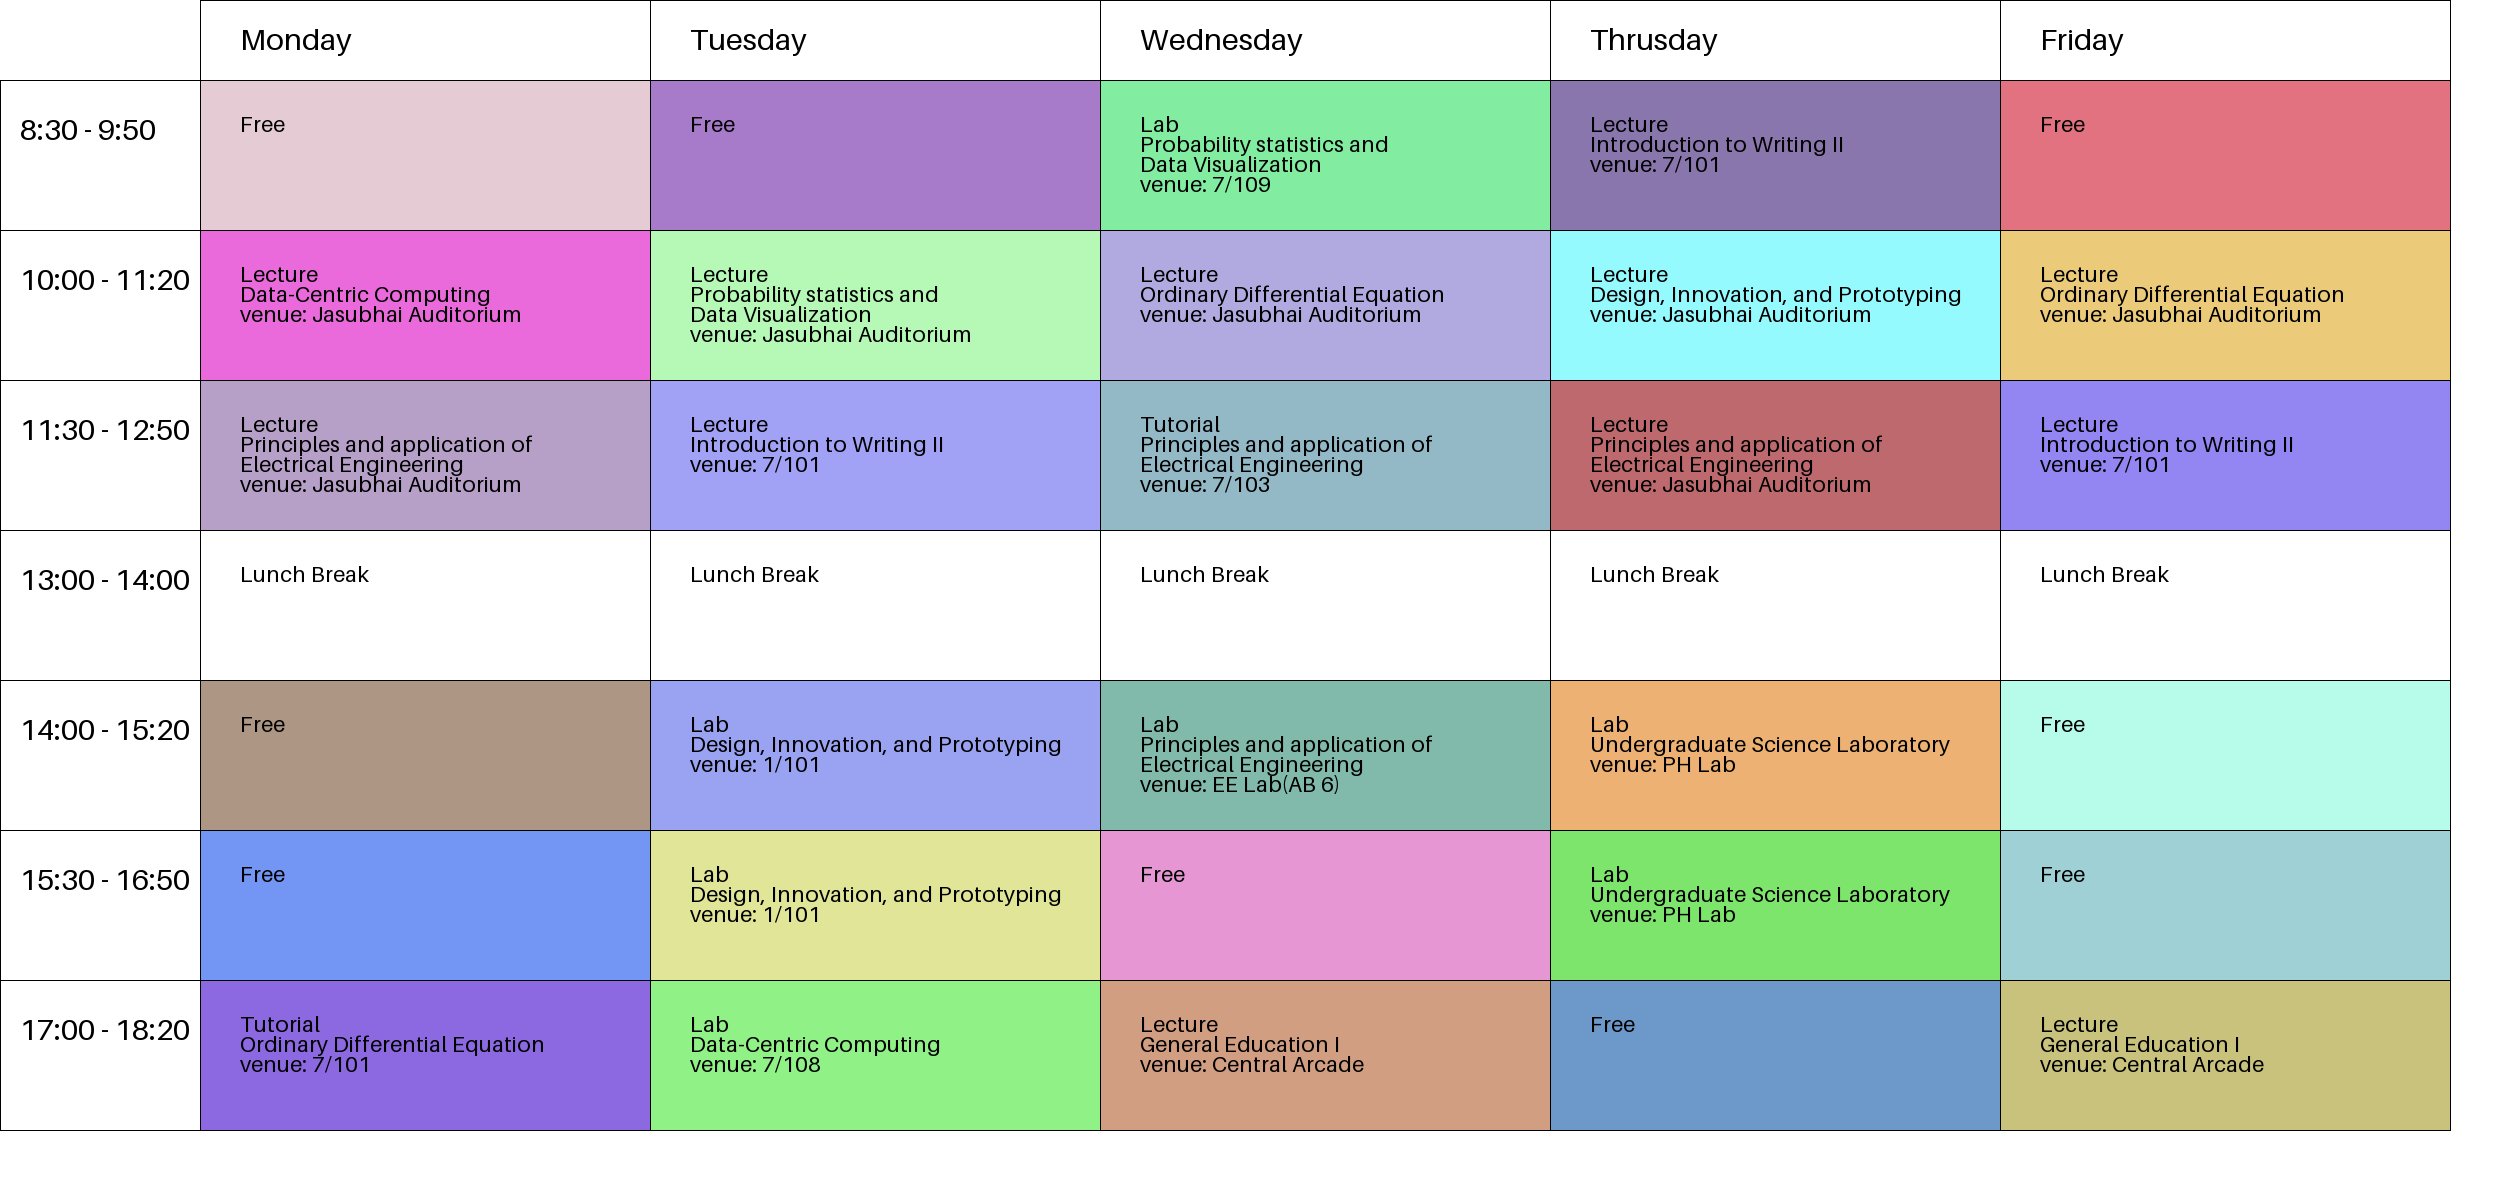 Monday
Tuesday
Wednesday
Thrusday
Friday
8:30 - 9:50
Free
Free
Lab
Probability statistics and
Data Visualization
venue: 7/109
Lecture
Introduction to Writing II
venue: 7/101
Free
10:00 - 11:20
Lecture
Data-Centric Computing
venue: Jasubhai Auditorium
Lecture
Probability statistics and
Data Visualization
venue: Jasubhai Auditorium
Lecture
Ordinary Differential Equation
venue: Jasubhai Auditorium
Lecture
Design, Innovation, and Prototyping
venue: Jasubhai Auditorium
Lecture
Ordinary Differential Equation
venue: Jasubhai Auditorium
11:30 - 12:50
Lecture
Principles and application of
Electrical Engineering
venue: Jasubhai Auditorium
Lecture
Introduction to Writing II
venue: 7/101
Tutorial
Principles and application of
Electrical Engineering
venue: 7/103
Lecture
Principles and application of
Electrical Engineering
venue: Jasubhai Auditorium
Lecture
Introduction to Writing II
venue: 7/101
13:00 - 14:00
Lunch Break
Lunch Break
Lunch Break
Lunch Break
Lunch Break
14:00 - 15:20
Free
Lab
Design, Innovation, and Prototyping
venue: 1/101
Lab
Principles and application of
Electrical Engineering
venue: EE Lab(AB 6)
Lab
Undergraduate Science Laboratory
venue: PH Lab
Free
15:30 - 16:50
Free
Lab
Design, Innovation, and Prototyping
venue: 1/101
Free
Lab
Undergraduate Science Laboratory
venue: PH Lab
Free
17:00 - 18:20
Tutorial
Ordinary Differential Equation
venue: 7/101
Lab
Data-Centric Computing
venue: 7/108
Lecture
General Education I
venue: Central Arcade
Free
Lecture
General Education I
venue: Central Arcade